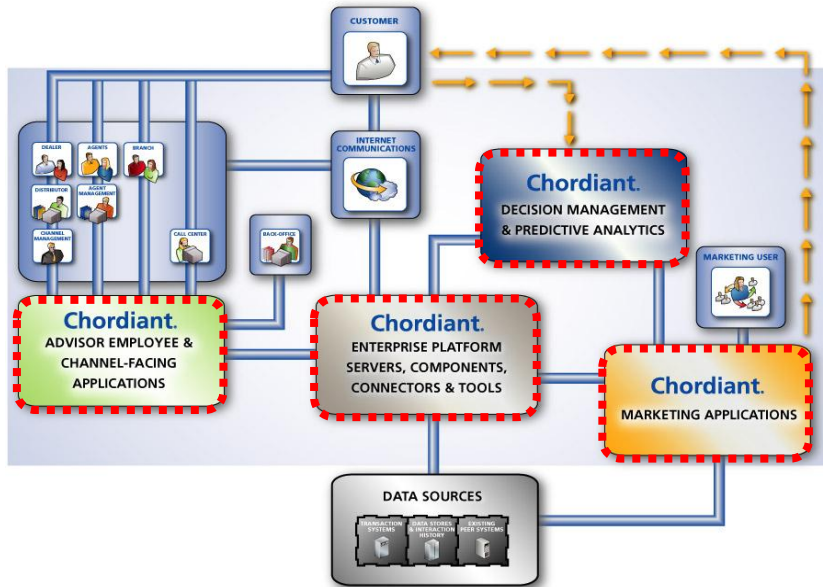 CUSTOMER
INTERNET
COMMUNICATIONS
DEALER
AGENTS
BRANCH
DISTRIBUTOR
AGENT
MANAGEMENT
CHANNEL
MANAGEMENT
CALL CENTER
BACK-OFFICE
Chordiant.
DECISION MANAGEMENT
& PREDICTIVE ANALYTICS
MARKETING USER
Chordiant.
ADVISOR EMPLOYEE &
CHANNEL-FACING
APPLICATIONS
Chordiant.
ENTERPRISE PLATFORM
SERVERS, COMPONENTS,
CONNECTORS & TOOLS
Chordiant.
MARKETING APPLICATIONS
DATA SOURCES
TRANSACTION
SYSTEMS
DATA STORES
& INTERACTION
HISTORY
EXISTING
PEER SYSTEMS